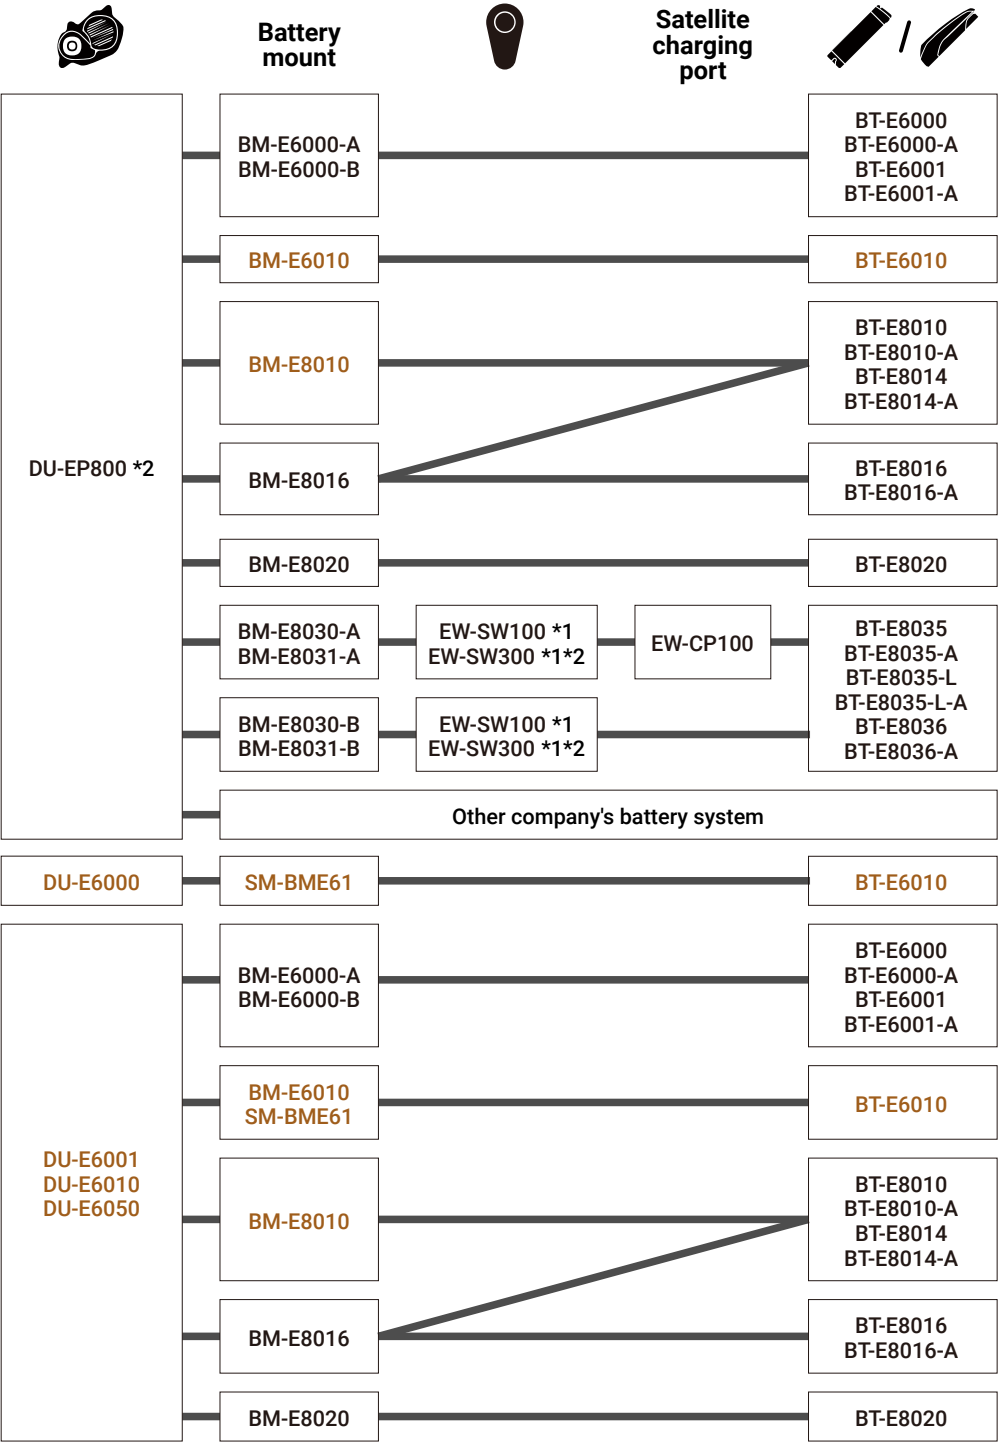 Battery
mount
Satellite
charging
port
DU-EP800 *2
BM-E6000-A
BM-E6000-B
BT-E6000
BT-E6000-A
BT-E6001
BT-E6001-A
BM-E6010
BT-E6010
BM-E8010
BT-E8010
BT-E8010-A
BT-E8014
BT-E8014-A
BM-E8016
BT-E8016
BT-E8016-A
BM-E8020
BT-E8020
BM-E8030-A
BM-E8031-A
EW-SW100 *1
EW-SW300 *1*2
EW-CP100
BT-E8035
BT-E8035-A
BT-E8035-L
BT-E8035-L-A
BT-E8036
BT-E8036-A
BM-E8030-B
BM-E8031-B
EW-SW100 *1
EW-SW300 *1*2
Other company's battery system
DU-E6000
SM-BME61
BT-E6010
DU-E6001
DU-E6010
DU-E6050
BM-E6000-A
BM-E6000-B
BT-E6000
BT-E6000-A
BT-E6001
BT-E6001-A
BM-E6010
SM-BME61
BT-E6010
BM-E8010
BT-E8010
BT-E8010-A
BT-E8014
BT-E8014-A
BM-E8016
BT-E8016
BT-E8016-A
BM-E8020
BT-E8020